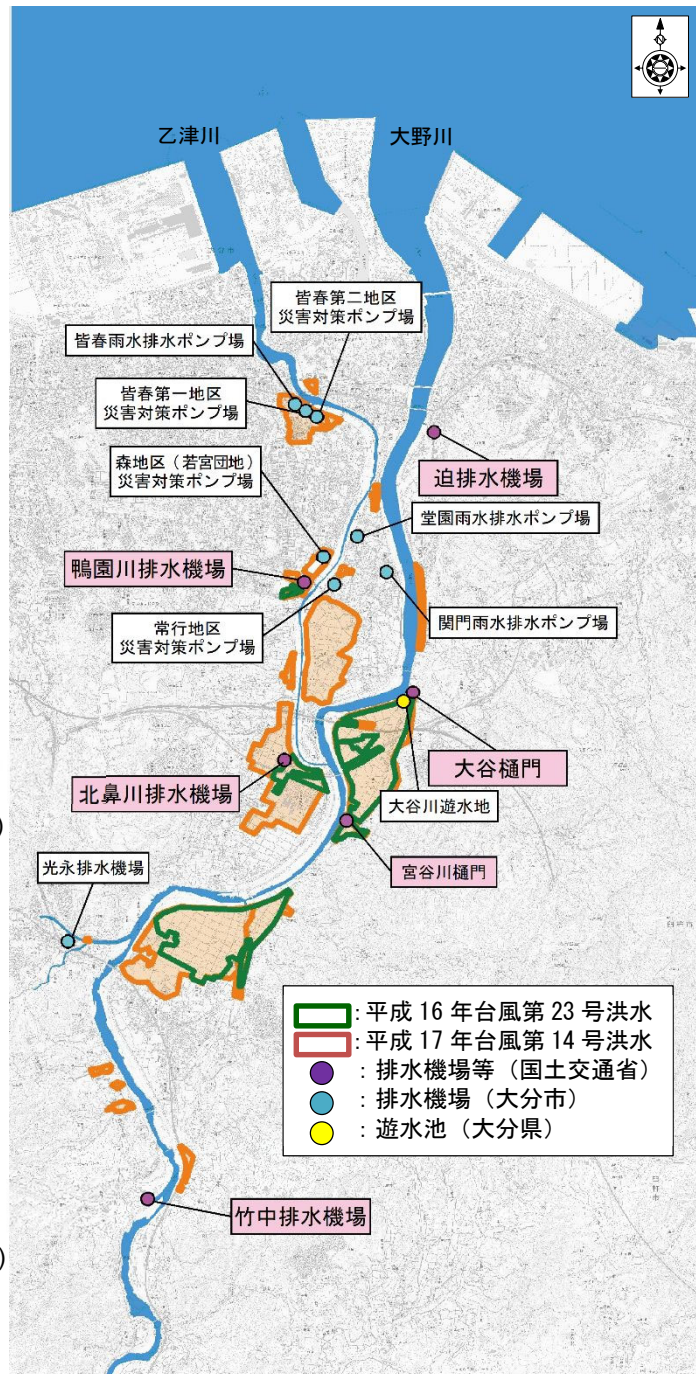 N
乙津川
大野川
皆春第二地区
災害対策ポンプ場
皆春雨水排水ポンプ場
皆春第一地区
災害対策ポンプ場
森地区（若宮団地）
災害対策ポンプ場
迫排水機場
堂園雨水排水ポンプ場
鴨園川排水機場
常行地区
災害対策ポンプ場
関門雨水排水ポンプ場
大谷樋門
北鼻川排水機場
大谷川遊水地
）
宮谷川樋門
光永排水機場
：平成16年台風第23号洪水
：平成17年台風第14号洪水
：排水機場等（国土交通省）
：排水機場（大分市）
：遊水池（大分県）
竹中排水機場
）